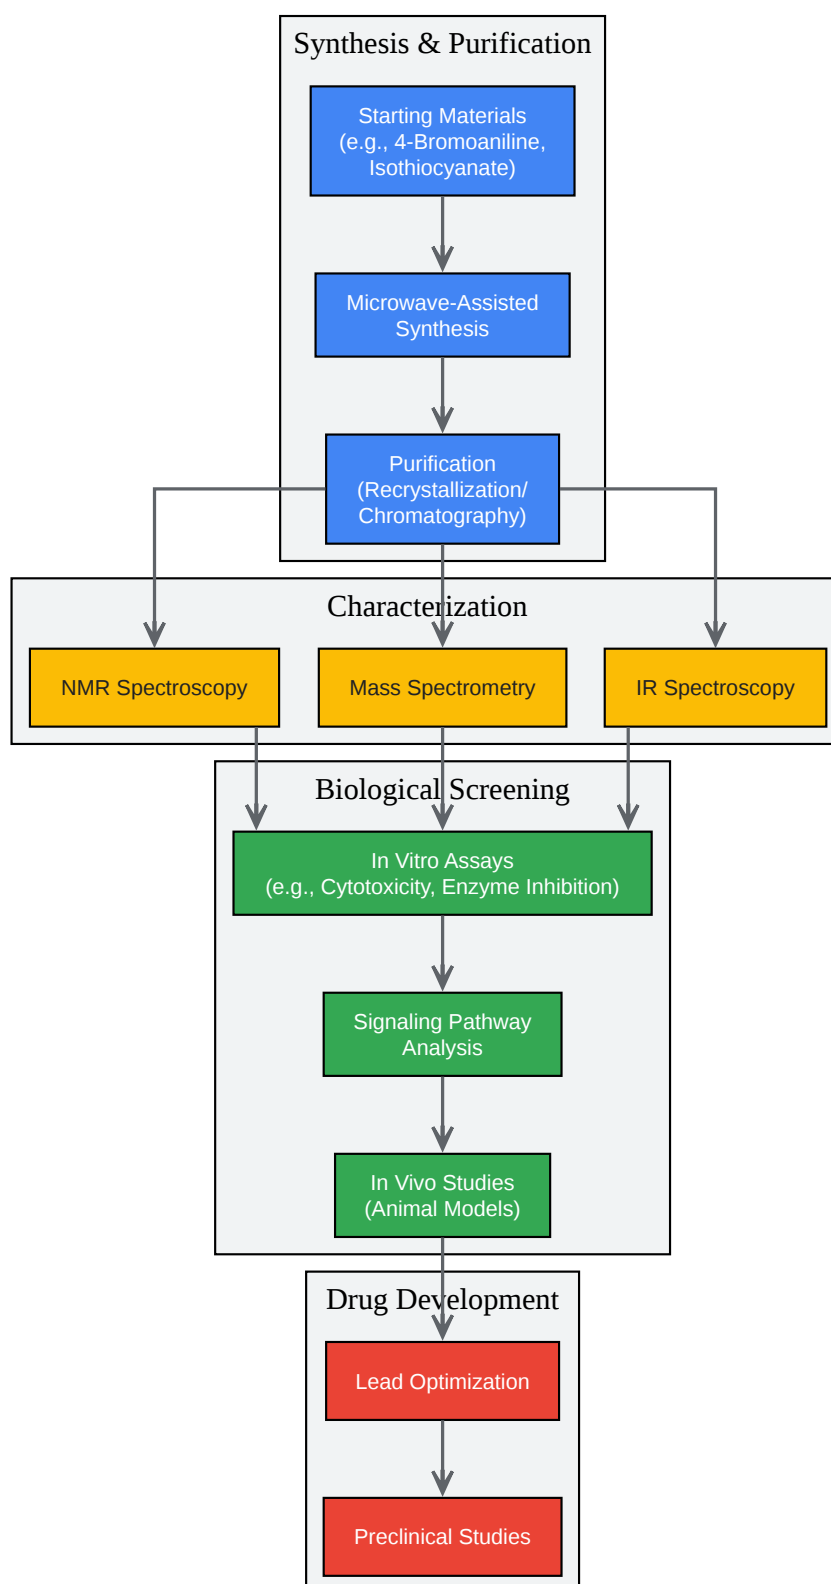 Synthesis & Purification
Starting Materials
(e.g., 4-Bromoaniline,
Isothiocyanate)
Microwave-Assisted
Synthesis
Purification
(Recrystallization/
Chromatography)
Characterization
NMR Spectroscopy
Mass Spectrometry
IR Spectroscopy
Biological Screening
In Vitro Assays
(e.g., Cytotoxicity, Enzyme Inhibition)
Signaling Pathway
Analysis
In Vivo Studies
(Animal Models)
Drug Development
Lead Optimization
Preclinical Studies